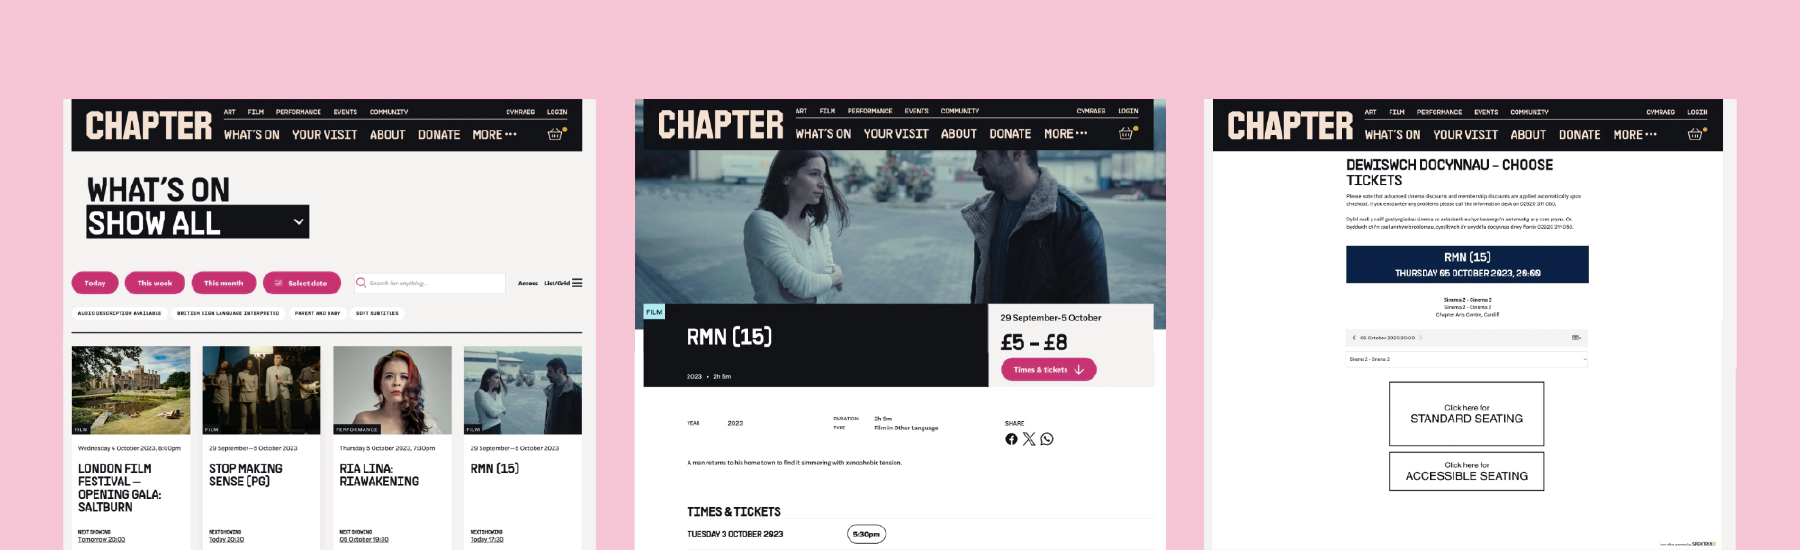 CHAPTER
ART FILM PERFORMANCE EVENTS COMMUNITY CYMRAEG LOGIN
WHAT'S ON YOUR VISIT ABOUT DONATE MORE •••
WHAT'S ON
SHOW ALL
Today This week This month Select date Search for anything... Access List/Grid
AUDIO DESCRIPTION AVAILABLE BRITISH SIGN LANGUAGE INTERPRETED PARENT AND BABY SOFT SUBTITLES
FILM
Wednesday 4 October 2023, 8:00pm
LONDON FILM
FESTIVAL –
OPENING GALA:
SALTBURN
NEXT SHOWING
Tomorrow 20:00
FILM
29 September—5 October 2023
STOP MAKING
SENSE (PG)
NEXT SHOWING
Today 20:30
PERFORMANCE
Thursday 5 October 2023, 7:30pm
RIA LINA:
RIAWAKENING
NEXT SHOWING
05 October 19:30
FILM
29 September—5 October 2023
RMN (15)
NEXT SHOWING
Today 17:30
CHAPTER
ART FILM PERFORMANCE EVENTS COMMUNITY CYMRAEG LOGIN
WHAT'S ON YOUR VISIT ABOUT DONATE MORE •••
FILM
RMN (15)
2023 • 2h 5m
29 September-5 October
£5 – £8
Times & tickets
YEAR 2023
DURATION 2h 5m
TYPE Film in Other Language
SHARE
A man returns to his home town to find it simmering with xenophobic tension.
TIMES & TICKETS
TUESDAY 3 OCTOBER 2023 5:30pm
CHAPTER
ART FILM PERFORMANCE EVENTS COMMUNITY CYMRAEG LOGIN
WHAT'S ON YOUR VISIT ABOUT DONATE MORE •••
DEWISWCH DOCYNNAU – CHOOSE
TICKETS
Please note that advanced cinema discounts and membership discounts are applied automatically upon
checkout. If you encounter any problems please call the information desk on 02920 311 050.
RMN (15)
THURSDAY 05 OCTOBER 2023, 20:00
Sinema 2 - Cinema 2
Sinema 2 - Cinema 2
Chapter Arts Centre, Cardiff
05 October 2023 20:00
Sinema 2 - Cinema 2
Click here for
STANDARD SEATING
Click here for
ACCESSIBLE SEATING
SPEKTRIX